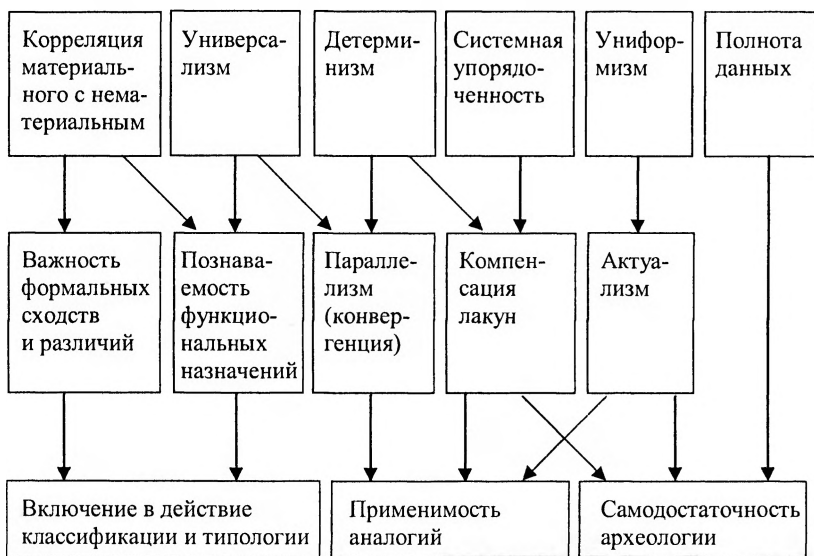 Корреляция
материаль-
ного с нема-
териальным
Универса-
лизм
Детерми-
низм
Системная
упорядо-
ченность
Унифор-
мизм
Полнота
данных
Важность
формальных
сходств
и различий
Познавае-
емость
функцио-
нальных
назначений
Паралле-
лизм
(конвер-
генция)
Компен-
сация
лакун
Актуа-
лизм
Включение в действие
классификации и типологии
Применимость
аналогий
Самодостаточность
археологии